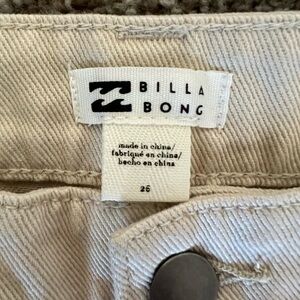 BILLA
BONG
made in china/
fabriqué en chine/
hecho en china
26